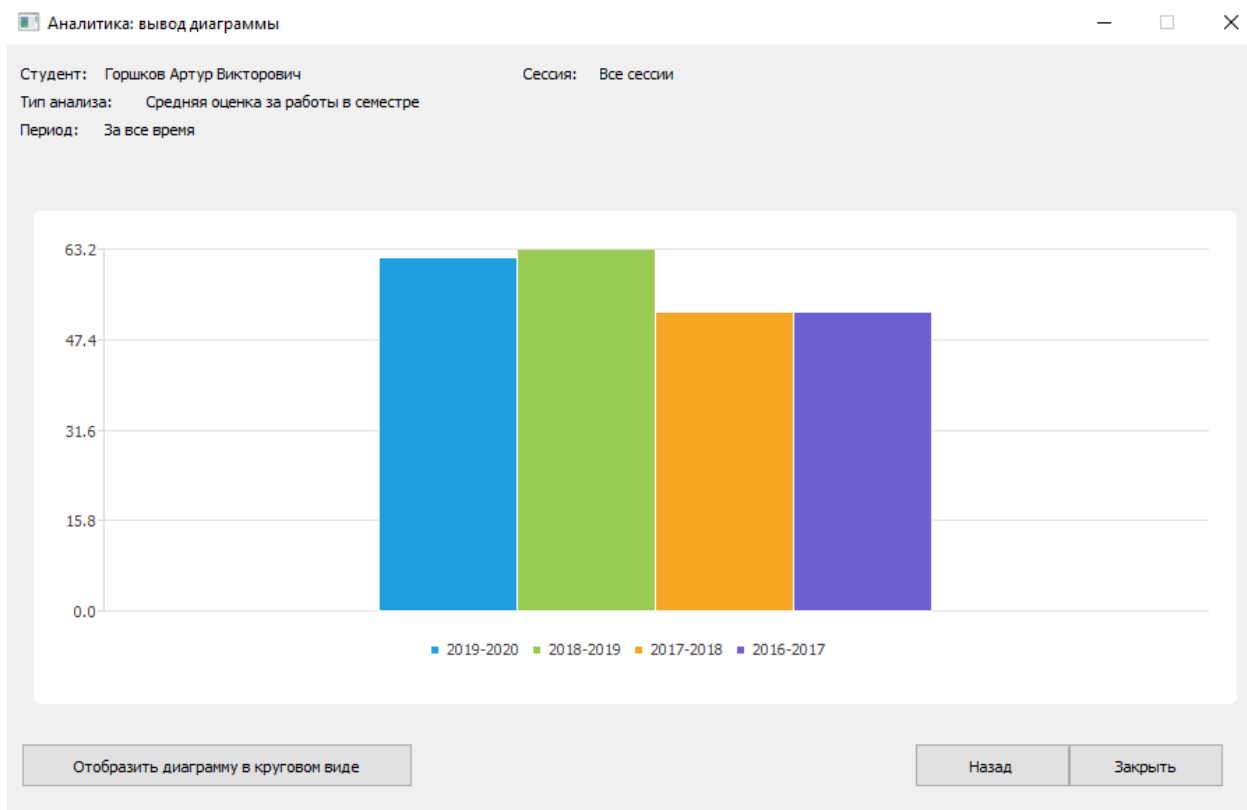 Аналитика: вывод диаграммы
Студент: Горшков Артур Викторович Сессия: Все сессии
Тип анализа: Средняя оценка за работы в семестре
Период: За все время
63.2
47.4
31.6
15.8
0.0
2019-2020 2018-2019 2017-2018 2016-2017
Отобразить диаграмму в круговом виде Назад Закрыть